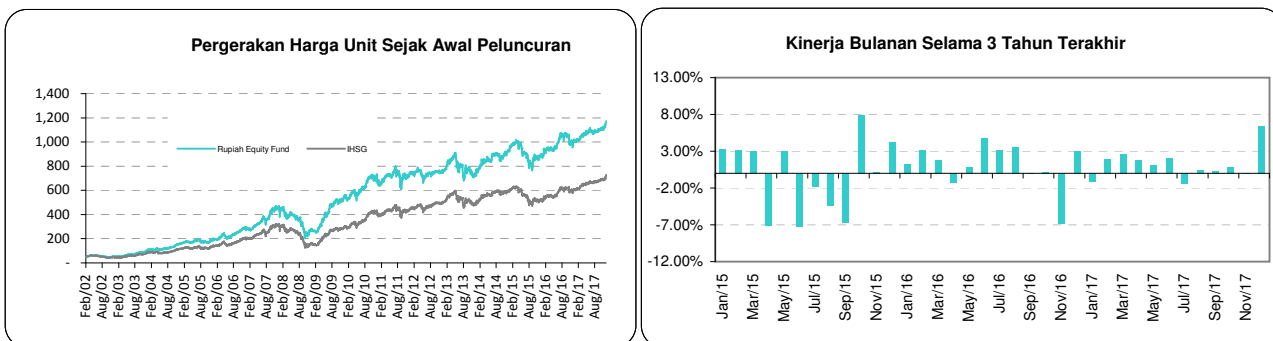 Pergerakan Harga Unit Sejak Awal Peluncuran
1,400
1,200
1,000
800
600
400
200
-
Rupiah Equity Fund
IHSG
Feb/02
Aug/02
Feb/03
Aug/03
Feb/04
Aug/04
Feb/05
Aug/05
Feb/06
Aug/06
Feb/07
Aug/07
Feb/08
Aug/08
Feb/09
Aug/09
Feb/10
Aug/10
Feb/11
Aug/11
Feb/12
Aug/12
Feb/13
Aug/13
Feb/14
Aug/14
Feb/15
Aug/15
Feb/16
Aug/16
Feb/17
Aug/17
Kinerja Bulanan Selama 3 Tahun Terakhir
13.00%
8.00%
3.00%
-2.00%
-7.00%
-12.00%
Jan/15
Mar/15
May/15
Jul/15
Sep/15
Nov/15
Jan/16
Mar/16
May/16
Jul/16
Sep/16
Nov/16
Jan/17
Mar/17
May/17
Jul/17
Sep/17
Nov/17